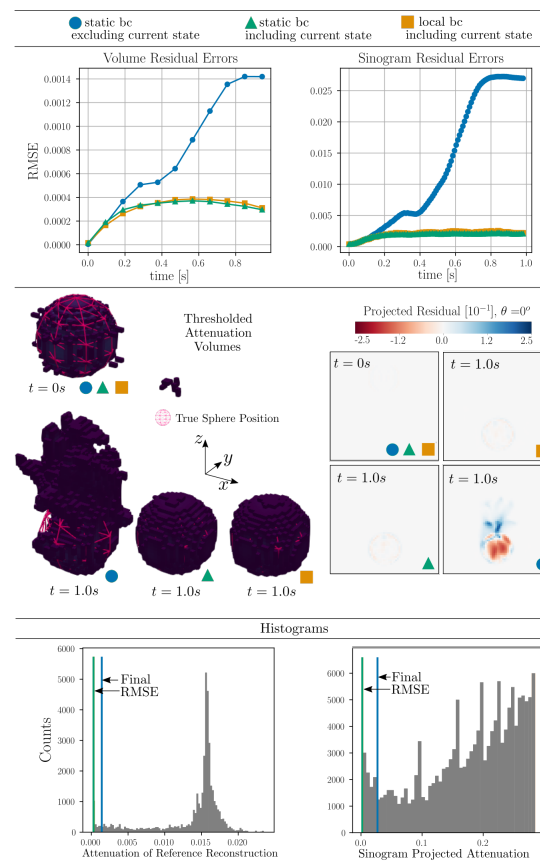 static bc
excluding current state
static bc
including current state
local bc
including current state
Volume Residual Errors
Sinogram Residual Errors
RMSE
0.0014
0.0012
0.0010
0.0008
0.0006
0.0004
0.0002
0.0000
0.0 0.2 0.4 0.6 0.8
time [s]
0.025
0.020
0.015
0.010
0.005
0.000
0.0 0.2 0.4 0.6 0.8 1.0
time [s]
Thresholded
Attenuation
Volumes
t = 0s
True Sphere Position
z
y
x
t = 1.0s
t = 1.0s
t = 1.0s
Projected Residual [10⁻¹], θ =0°
-2.5 -1.2 0.0 1.2 2.5
t = 0s
t = 1.0s
t = 1.0s
t = 1.0s
Histograms
Counts
6000
5000
4000
3000
2000
1000
0
Final
RMSE
0.000 0.005 0.010 0.015 0.020
Attenuation of Reference Reconstruction
7000
6000
5000
4000
3000
2000
1000
0
Final
RMSE
0.0 0.1 0.2
Sinogram Projected Attenuation